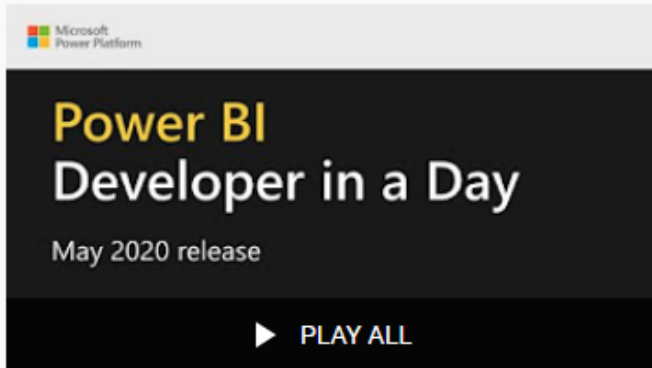 Microsoft
Power Platform
Power BI
Developer in a Day
May 2020 release
PLAY ALL